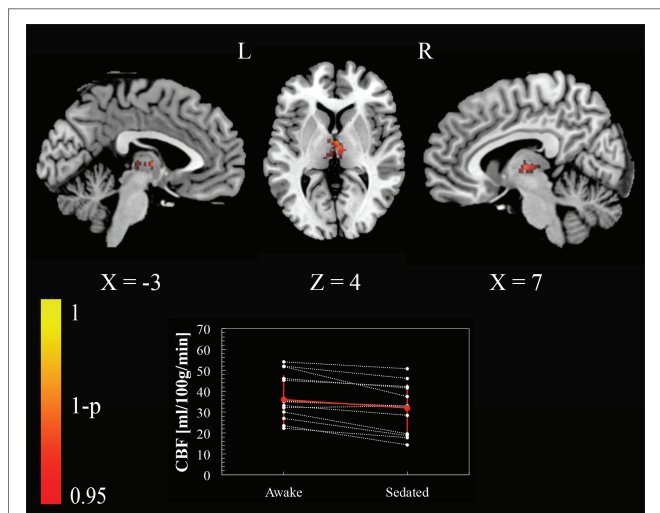 L
R
X = -3
Z = 4
X = 7
1
1-p
0.95
CBF [ml/100g/min]
70
60
50
40
30
20
10
0
Awake
Sedated